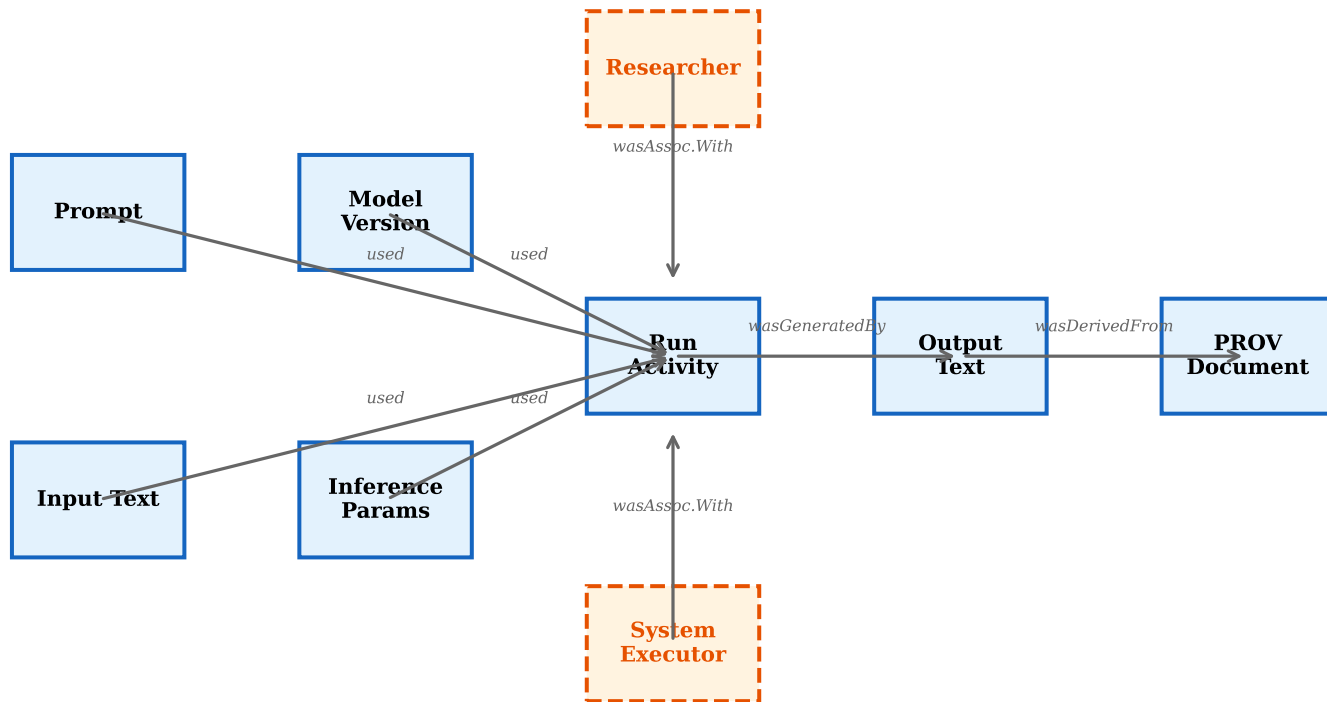 Researcher
wasAssoc.With
Prompt
Model
Version
used
used
Run
Activity
wasGeneratedBy
Output
Text
wasDerivedFrom
PROV
Document
used
used
Input Text
Inference
Params
wasAssoc.With
System
Executor